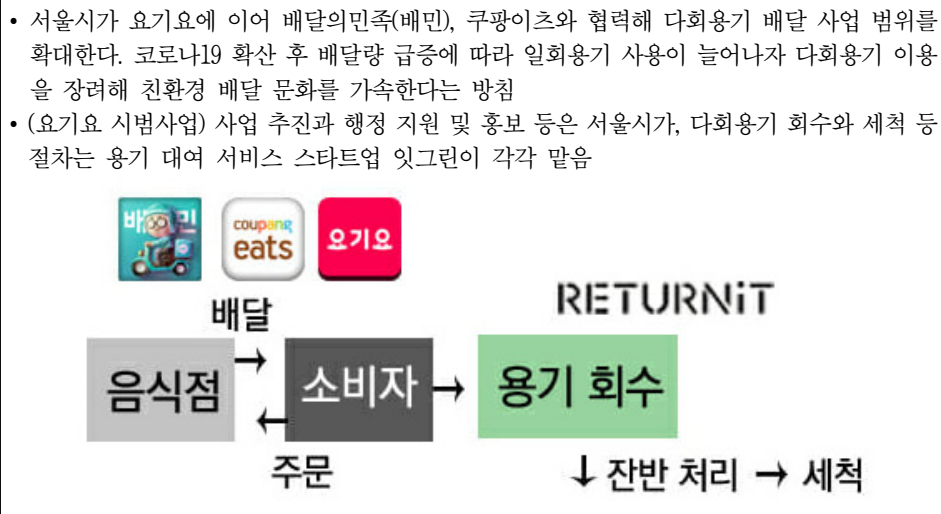 • 서울시가 요기요에 이어 배달의민족(배민), 쿠팡이츠와 협력해 다회용기 배달 사업 범위를
확대한다. 코로나19 확산 후 배달량 급증에 따라 일회용기 사용이 늘어나자 다회용기 이용
을 장려해 친환경 배달 문화를 가속한다는 방침
• (요기요 시범사업) 사업 추진과 행정 지원 및 홍보 등은 서울시가, 다회용기 회수와 세척 등
절차는 용기 대여 서비스 스타트업 잇그린이 각각 맡음
배민
coupang
eats
요기요
배달
RETURNiT
음식점 → ← 소비자 → 용기 회수
주문
↓ 잔반 처리 → 세척